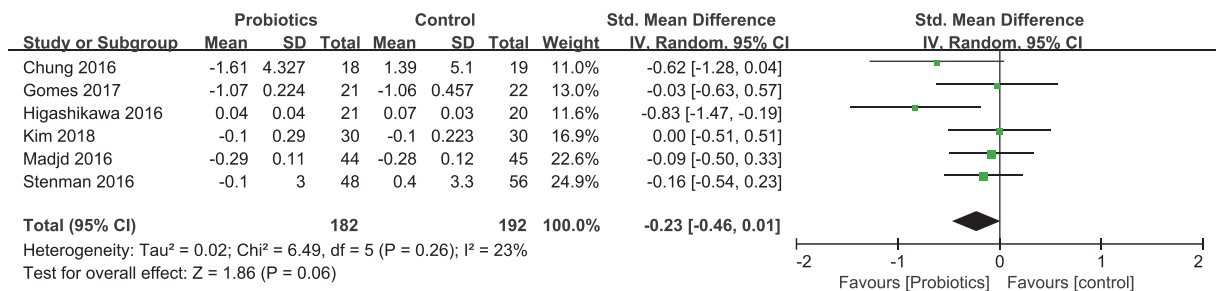 Probiotics Control Std. Mean Difference Std. Mean Difference
Study or Subgroup Mean SD Total Mean SD Total Weight IV, Random, 95% CI IV, Random, 95% CI
Chung 2016 -1.61 4.327 18 1.39 5.1 19 11.0% -0.62 [-1.28, 0.04]
Gomes 2017 -1.07 0.224 21 -1.06 0.457 22 13.0% -0.03 [-0.63, 0.57]
Higashikawa 2016 0.04 0.04 21 0.07 0.03 20 11.6% -0.83 [-1.47, -0.19]
Kim 2018 -0.1 0.29 30 -0.1 0.223 30 16.9% 0.00 [-0.51, 0.51]
Madjd 2016 -0.29 0.11 44 -0.28 0.12 45 22.6% -0.09 [-0.50, 0.33]
Stenman 2016 -0.1 3 48 0.4 3.3 56 24.9% -0.16 [-0.54, 0.23]
Total (95% CI) 182 192 100.0% -0.23 [-0.46, 0.01]
Heterogeneity: Tau² = 0.02; Chi² = 6.49, df = 5 (P = 0.26); I² = 23%
Test for overall effect: Z = 1.86 (P = 0.06)
-2 -1 0 1 2
Favours [Probiotics] Favours [control]